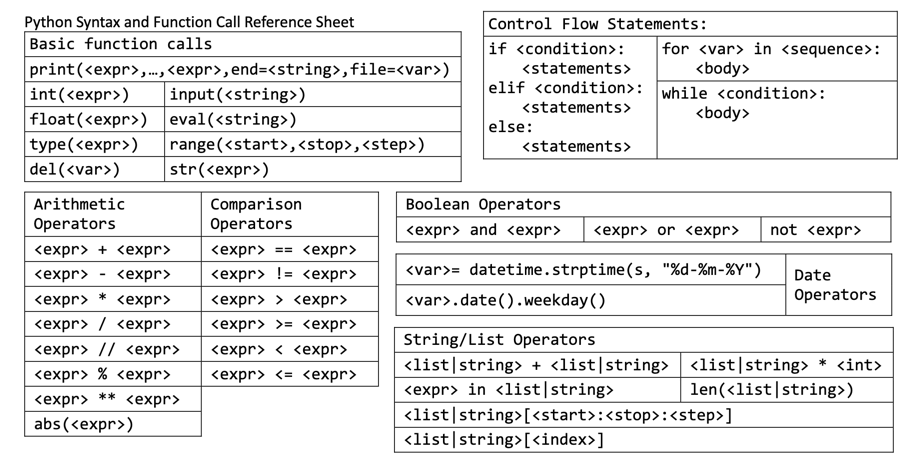 Python Syntax and Function Call Reference Sheet
Basic function calls
print(<expr>,…,<expr>,end=<string>,file=<var>)
int(<expr>) input(<string>)
float(<expr>) eval(<string>)
type(<expr>) range(<start>,<stop>,<step>)
del(<var>) str(<expr>)
Control Flow Statements:
if <condition>:
<statements>
elif <condition>:
<statements>
else:
<statements>
for <var> in <sequence>:
<body>
while <condition>:
<body>
Arithmetic
Operators
<expr> + <expr>
<expr> - <expr>
<expr> * <expr>
<expr> / <expr>
<expr> // <expr>
<expr> % <expr>
<expr> ** <expr>
abs(<expr>)
Comparison
Operators
<expr> == <expr>
<expr> != <expr>
<expr> > <expr>
<expr> >= <expr>
<expr> < <expr>
<expr> <= <expr>
Boolean Operators
<expr> and <expr> <expr> or <expr> not <expr>
<var>= datetime.strptime(s, "%d-%m-%Y")
<var>.date().weekday()
Date
Operators
String/List Operators
<list|string> + <list|string> <list|string> * <int>
<expr> in <list|string> len(<list|string>)
<list|string>[<start>:<stop>:<step>]
<list|string>[<index>]